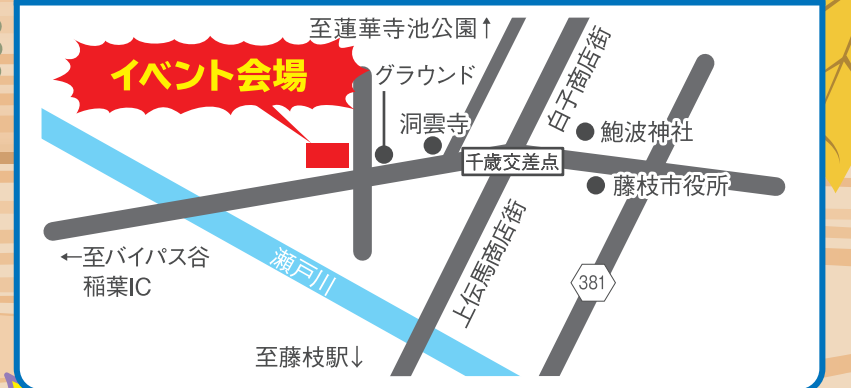 至蓮華寺池公園↑
イベント会場
グラウンド
白子商店街
洞雲寺
鮑波神社
千歳交差点
藤枝市役所
←至バイパス谷
稲葉IC
瀬戸川
上伝馬商店街
381
至藤枝駅↓